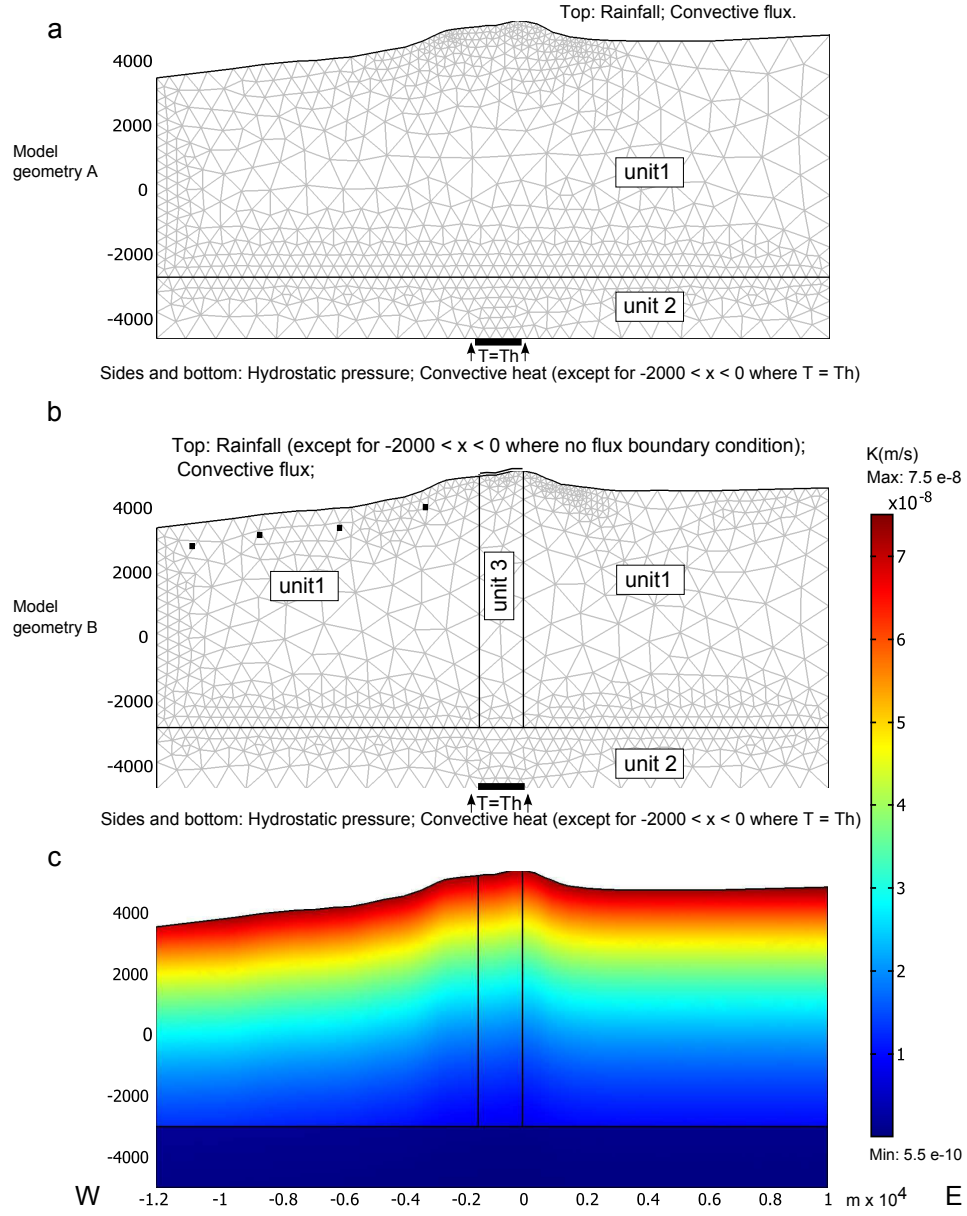 a
Top: Rainfall; Convective flux.
4000
2000
Model
geometry A
0
-2000
-4000
unit1
unit 2
T=Th
Sides and bottom: Hydrostatic pressure; Convective heat (except for -2000 < x < 0 where T = Th)
b
Top: Rainfall (except for -2000 < x < 0 where no flux boundary condition);
Convective flux;
4000
2000
Model
geometry B
0
-2000
-4000
unit1
unit 3
unit1
unit 2
T=Th
Sides and bottom: Hydrostatic pressure; Convective heat (except for -2000 < x < 0 where T = Th)
K(m/s)
Max: 7.5 e-8
x10^-8
7
6
5
4
3
2
1
Min: 5.5 e-10
c
4000
2000
0
-2000
-4000
W -1.2 -1 -0.8 -0.6 -0.4 -0.2 0 0.2 0.4 0.6 0.8 1 m x 10^4 E